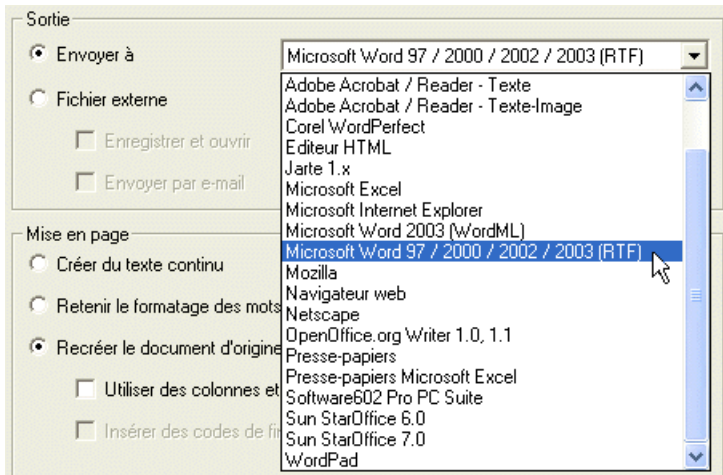 Sortie
Envoyer à
Microsoft Word 97 / 2000 / 2002 / 2003 (RTF)
Fichier externe
Enregistrer et ouvrir
Envoyer par e-mail
Adobe Acrobat / Reader - Texte
Adobe Acrobat / Reader - Texte-Image
Corel WordPerfect
Editeur HTML
Jarte 1.x
Microsoft Excel
Microsoft Internet Explorer
Microsoft Word 2003 (WordML)
Microsoft Word 97 / 2000 / 2002 / 2003 (RTF)
Mozilla
Navigateur web
Netscape
OpenOffice.org Writer 1.0, 1.1
Presse-papiers
Presse-papiers Microsoft Excel
Software602 Pro PC Suite
Sun StarOffice 6.0
Sun StarOffice 7.0
WordPad
Mise en page
Créer du texte continu
Retenir le formatage des mots
Recréer le document d'origine
Utiliser des colonnes et
Insérer des codes de fi